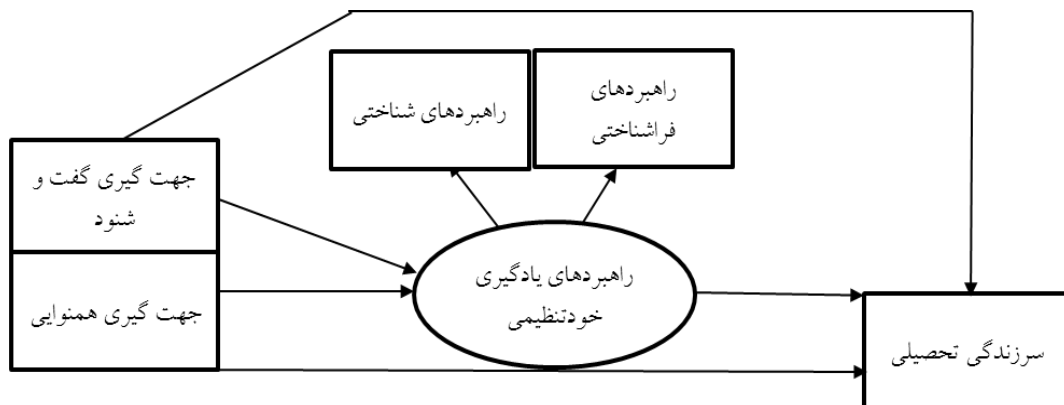 راهبردهای
فراشناختی
راهبردهای شناختی
جهت گیری گفت و
شنود
راهبردهای یادگیری
خودتنظیمی
جهت گیری همنوایی
سرزندگی تحصیلی